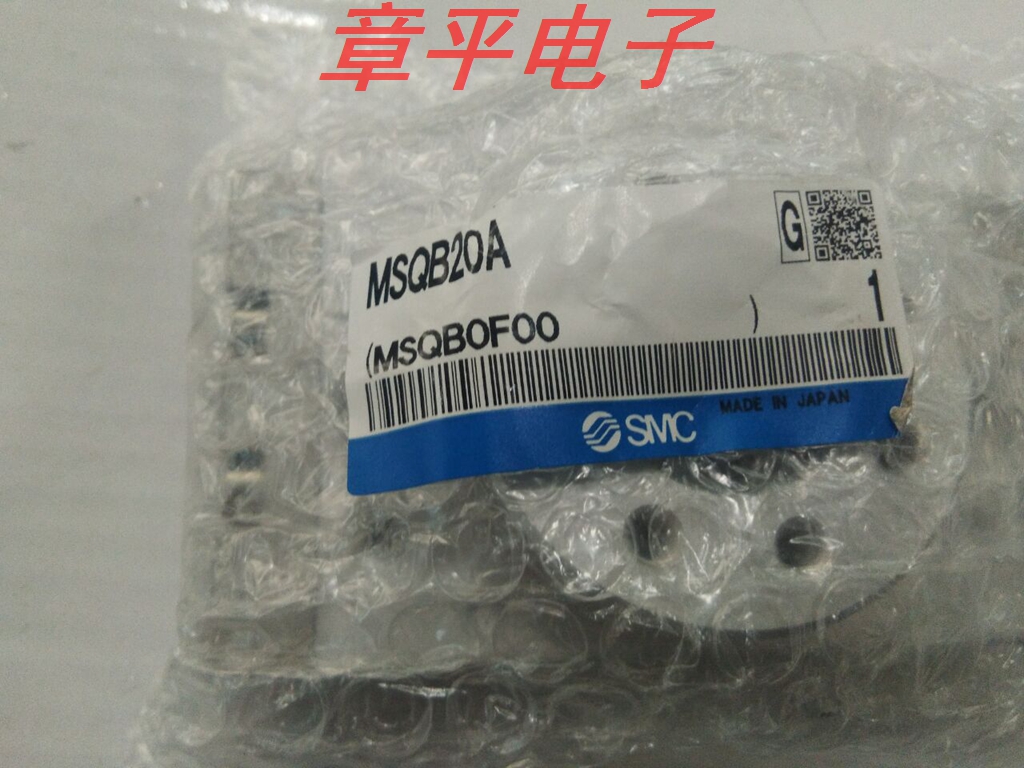 章平电子
MSQB20A
G
(MSQB0F00 )
1
SMC
MADE IN JAPAN